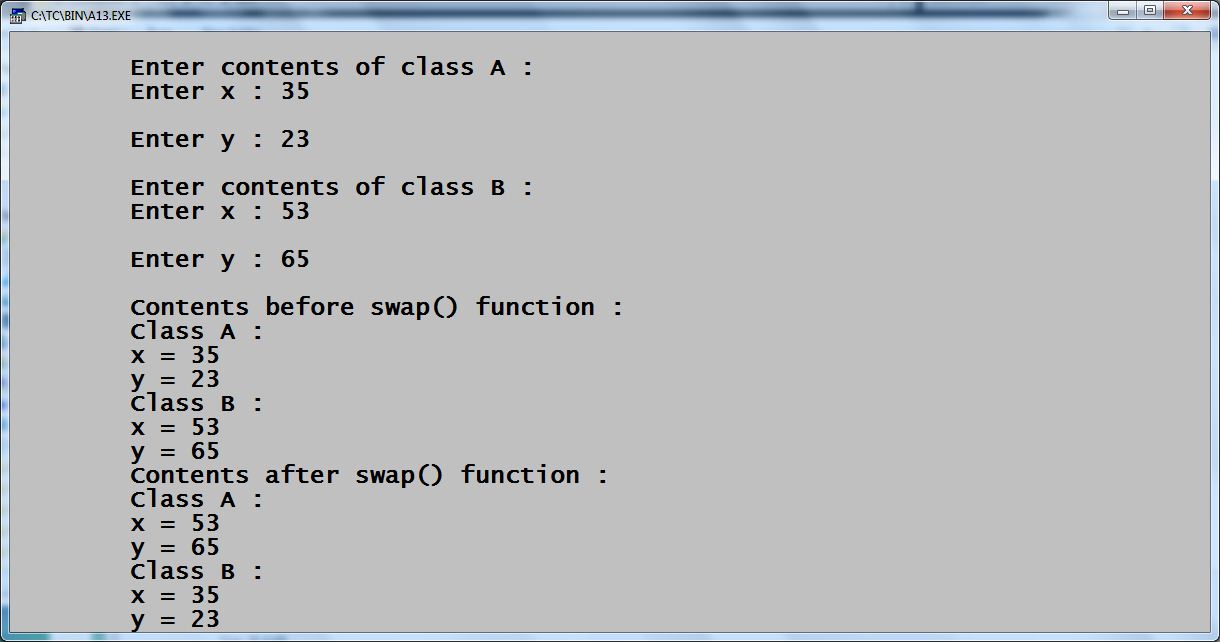 C:\TC\BIN\A13.EXE
Enter contents of class A :
Enter x : 35
Enter y : 23
Enter contents of class B :
Enter x : 53
Enter y : 65
Contents before swap() function :
Class A :
x = 35
y = 23
Class B :
x = 53
y = 65
Contents after swap() function :
Class A :
x = 53
y = 65
Class B :
x = 35
y = 23